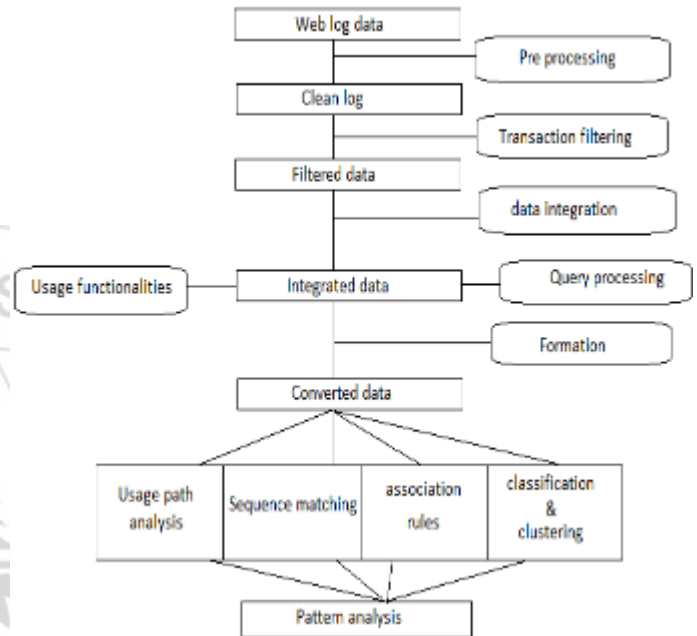 Web log data
Pre processing
Clean log
Transaction filtering
Filtered data
data integration
Usage functionalities
Integrated data
Query processing
Formation
Converted data
Usage path
analysis
Sequence matching
association
rules
classification
&
clustering
Pattern analysis